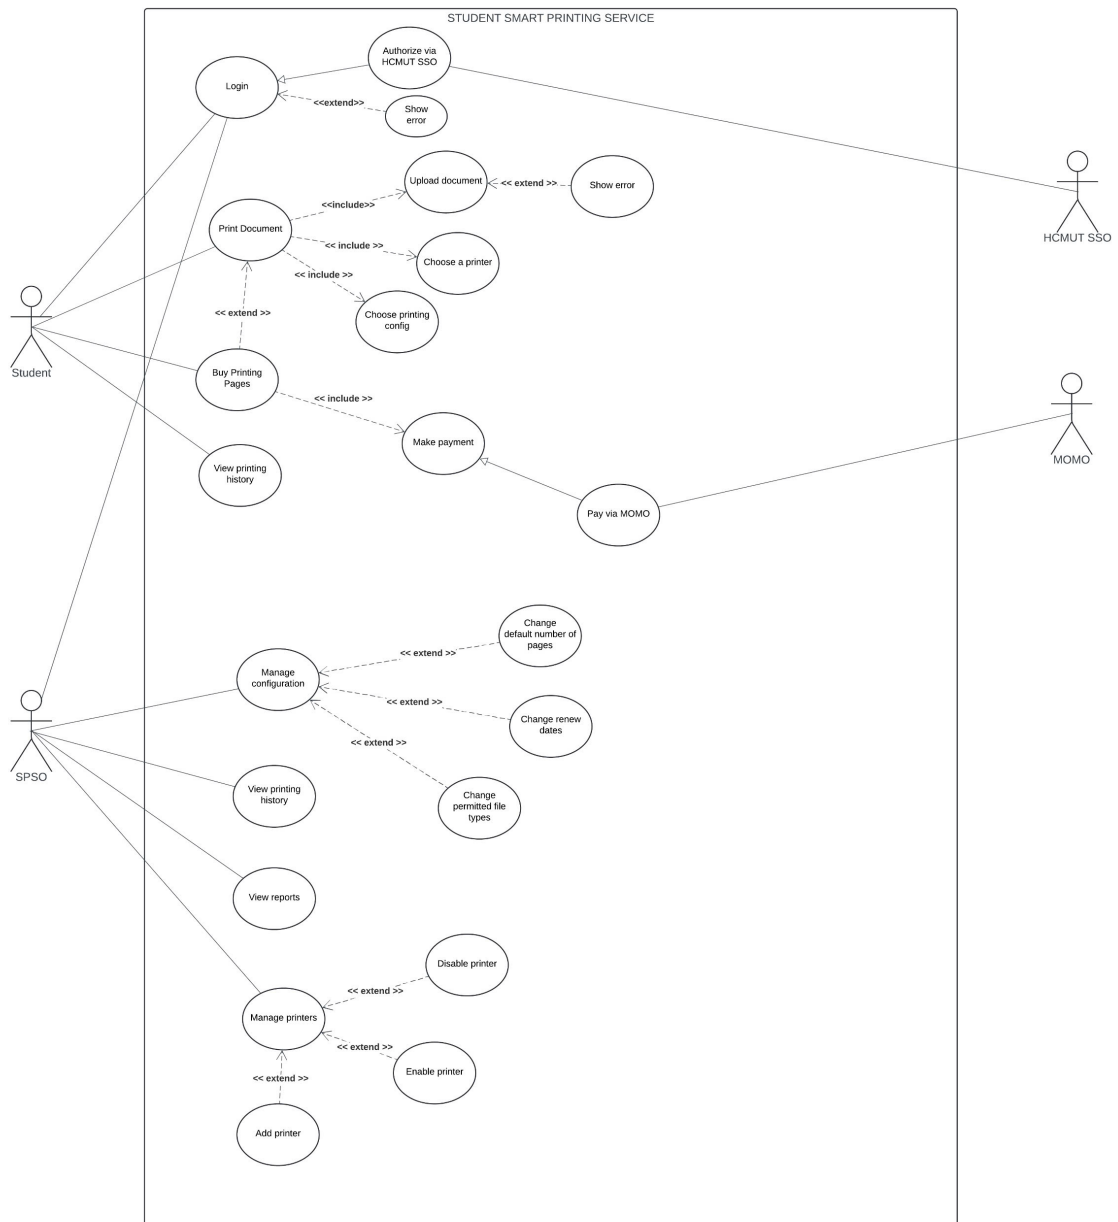 STUDENT SMART PRINTING SERVICE
Authorize via
HCMUT SSO
Login
<<extend>>
Show
error
Upload document
<< extend >>
Show error
<<include>>
Print Document
<< include >>
Choose a printer
<< include >>
Choose printing
config
HCMUT SSO
<< extend >>
Student
Buy Printing
Pages
<< include >>
Make payment
MOMO
View printing
history
Pay via MOMO
Change
default number of
pages
<< extend >>
Manage
configuration
<< extend >>
Change renew
dates
<< extend >>
SPSO
View printing
history
Change
permitted file
types
View reports
Disable printer
<< extend >>
Manage printers
<< extend >>
Enable printer
<< extend >>
Add printer